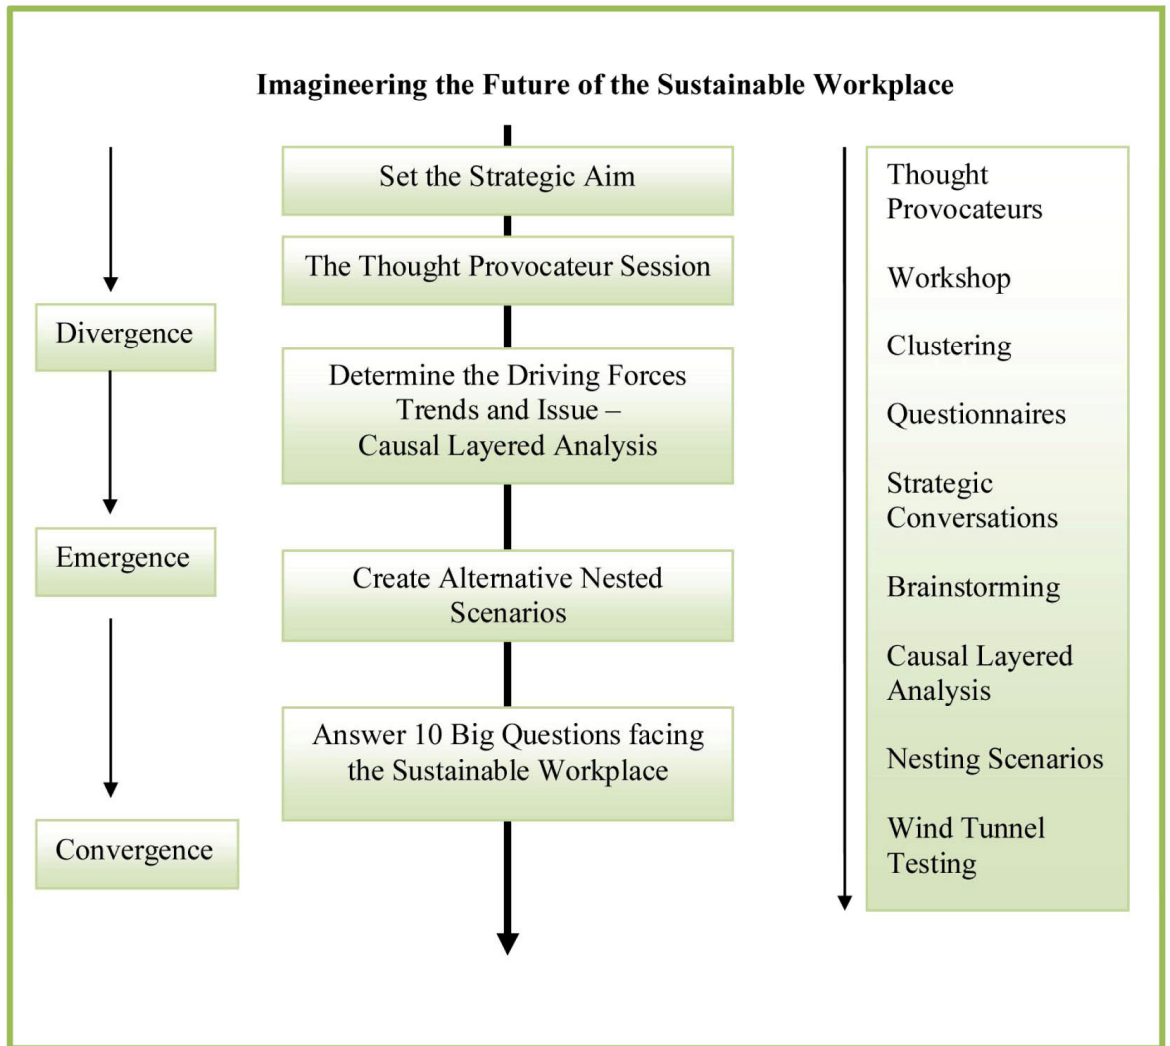 Imagineering the Future of the Sustainable Workplace
Divergence
Emergence
Convergence
Set the Strategic Aim
The Thought Provocateur Session
Determine the Driving Forces
Trends and Issue –
Causal Layered Analysis
Create Alternative Nested
Scenarios
Answer 10 Big Questions facing
the Sustainable Workplace
Thought
Provocateurs
Workshop
Clustering
Questionnaires
Strategic
Conversations
Brainstorming
Causal Layered
Analysis
Nesting Scenarios
Wind Tunnel
Testing